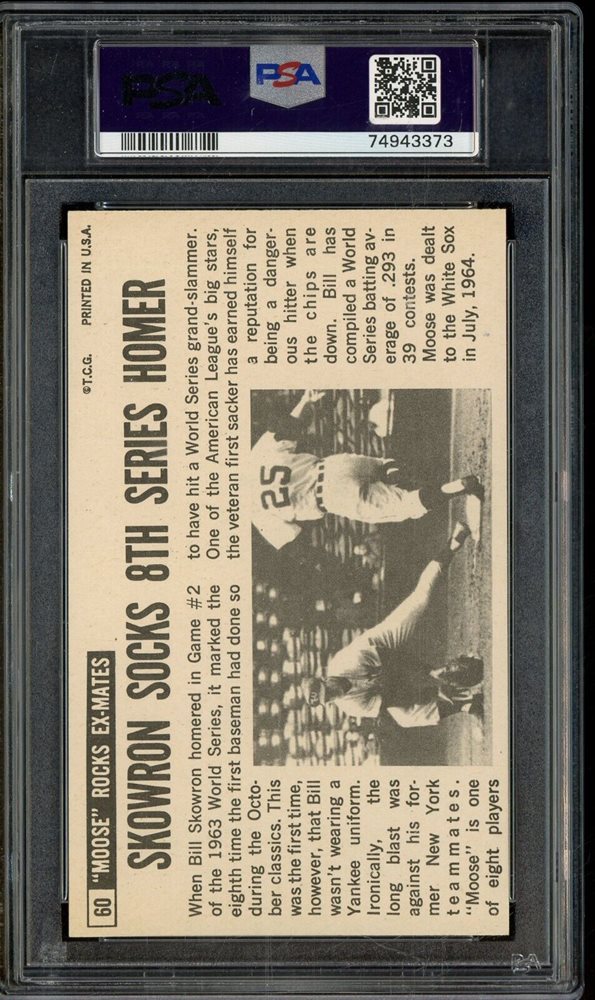 PSA
PSA
74943373
60 "MOOSE" ROCKS EX-MATES
©T.C.G. PRINTED IN U.S.A.
SKOWRON SOCKS 8TH SERIES HOMER
When Bill Skowron homered in Game #2
of the 1963 World Series, it marked the
eighth time the first baseman had done so
during the Octo-
ber classics. This
was the first time,
however, that Bill
wasn't wearing a
Yankee uniform.
Ironically, the
long blast was
against his for-
mer New York
teammates.
"Moose" is one
of eight players
to have hit a World Series grand-slammer.
One of the American League's big stars,
the veteran first sacker has earned himself
a reputation for
being a danger-
ous hitter when
the chips are
down. Bill has
compiled a World
Series batting av-
erage of .293 in
39 contests.
Moose was dealt
to the White Sox
in July, 1964.
25